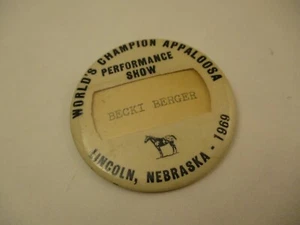 WORLD'S CHAMPION APPALOOSA
PERFORMANCE
SHOW
BECKI BERGER
LINCOLN, NEBRASKA - 1969